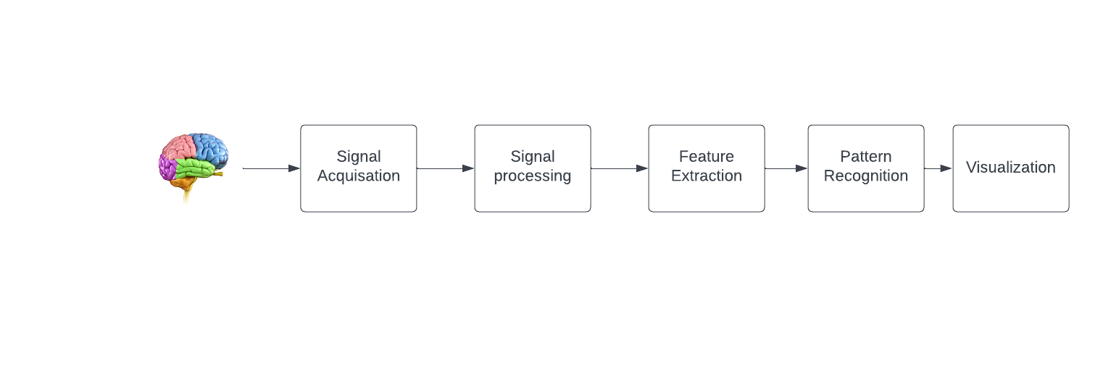 Signal
Acquisation
Signal
processing
Feature
Extraction
Pattern
Recognition
Visualization